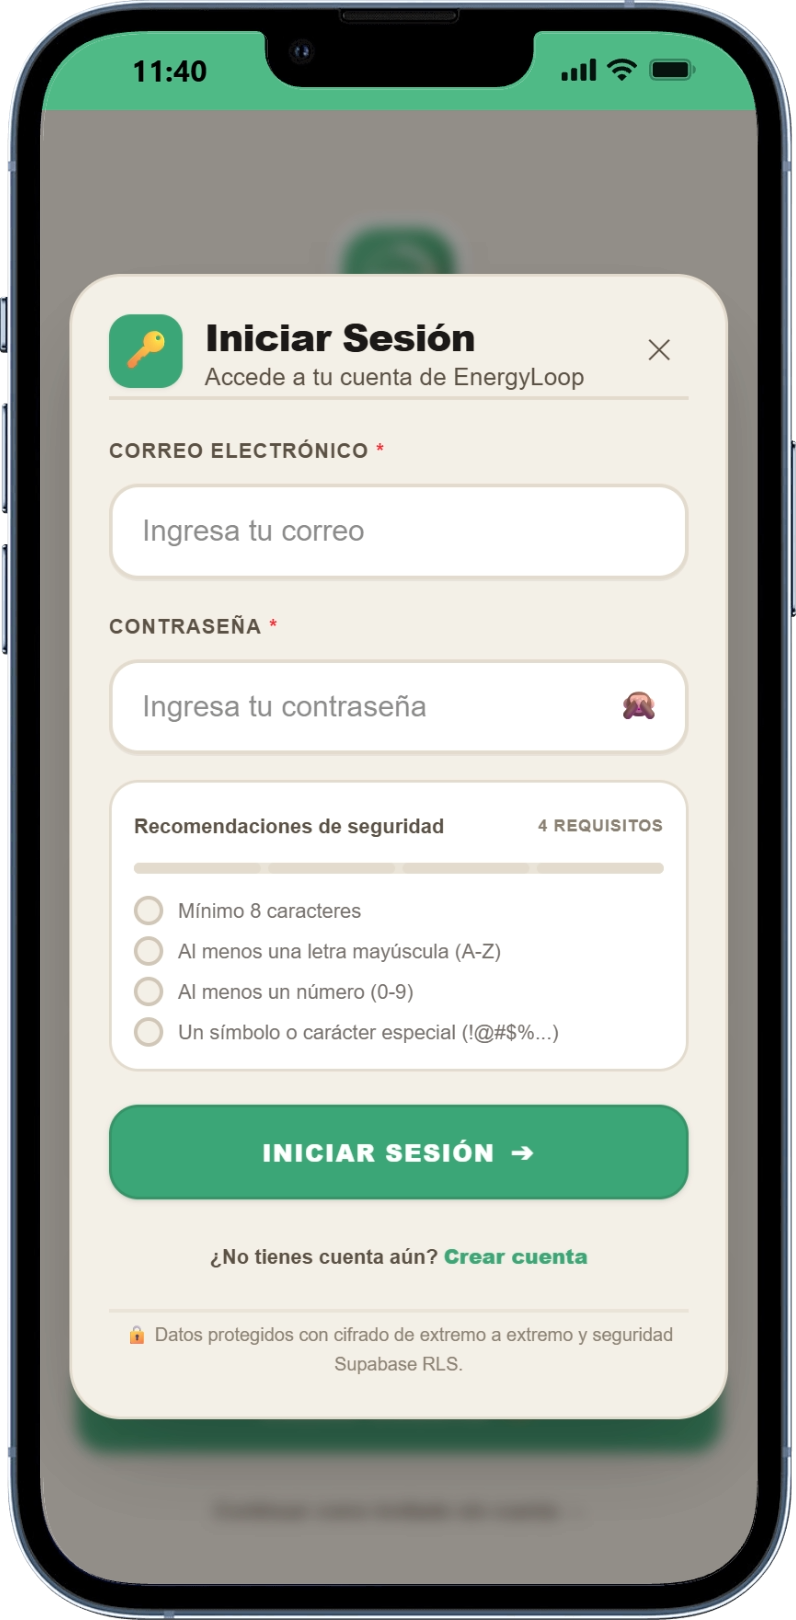 11:40
Iniciar Sesión
Accede a tu cuenta de EnergyLoop
CORREO ELECTRÓNICO *
Ingresa tu correo
CONTRASEÑA *
Ingresa tu contraseña
Recomendaciones de seguridad 4 REQUISITOS
Mínimo 8 caracteres
Al menos una letra mayúscula (A-Z)
Al menos un número (0-9)
Un símbolo o carácter especial (!@#$%...)
INICIAR SESIÓN ➔
¿No tienes cuenta aún? Crear cuenta
🔒 Datos protegidos con cifrado de extremo a extremo y seguridad
Supabase RLS.